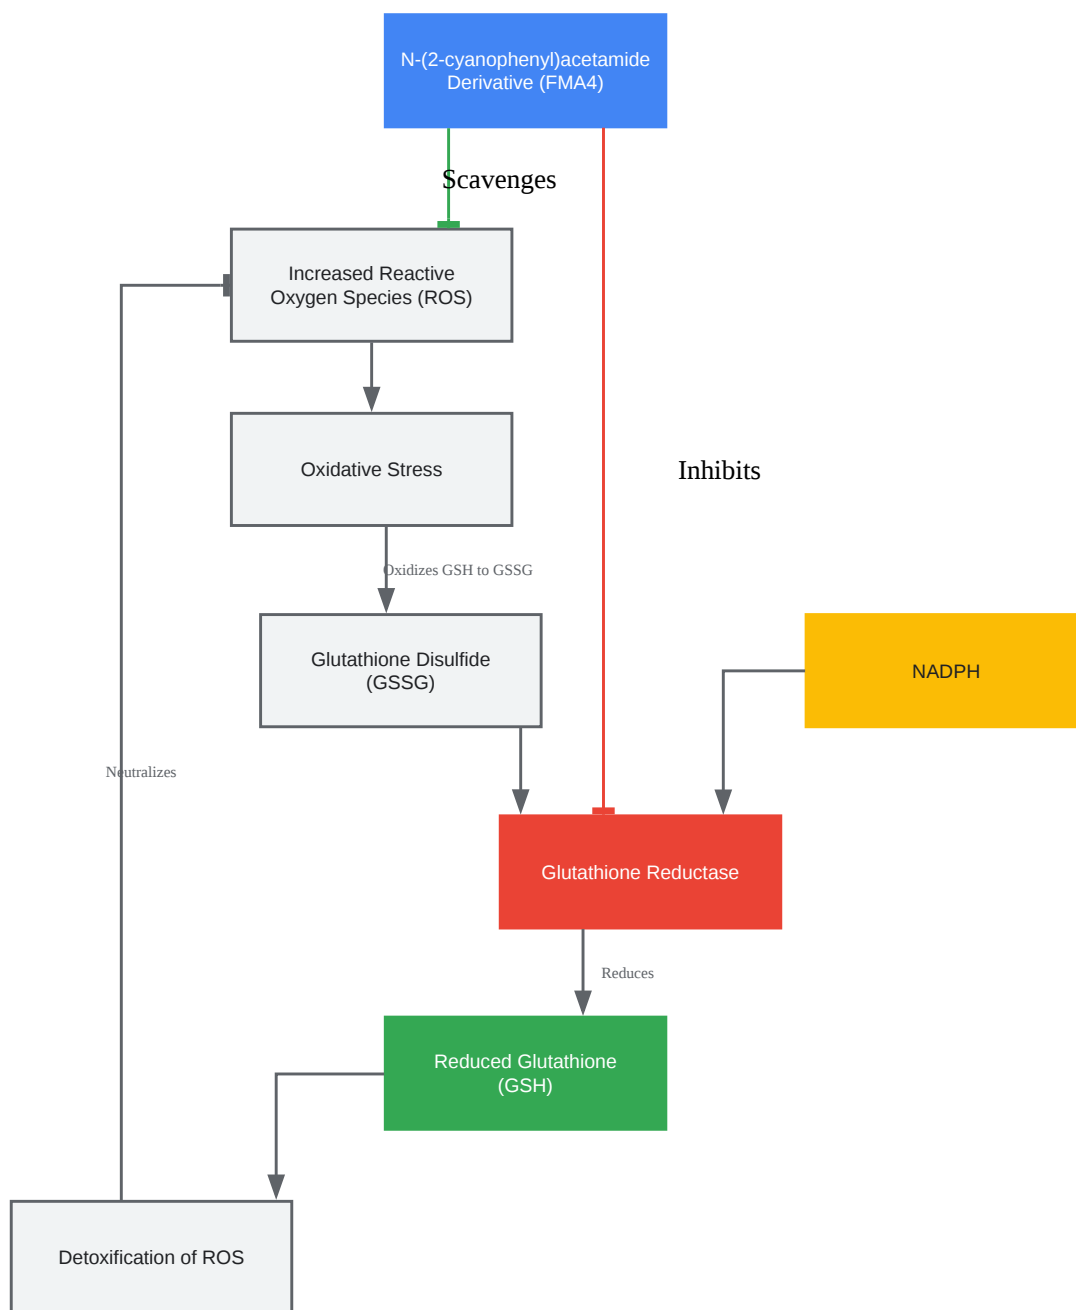 N-(2-cyanophenyl)acetamide
Derivative (FMA4)
Scavenges
Increased Reactive
Oxygen Species (ROS)
Oxidative Stress
Inhibits
Oxidizes GSH to GSSG
Glutathione Disulfide
(GSSG)
NADPH
Neutralizes
Glutathione Reductase
Reduces
Reduced Glutathione
(GSH)
Detoxification of ROS